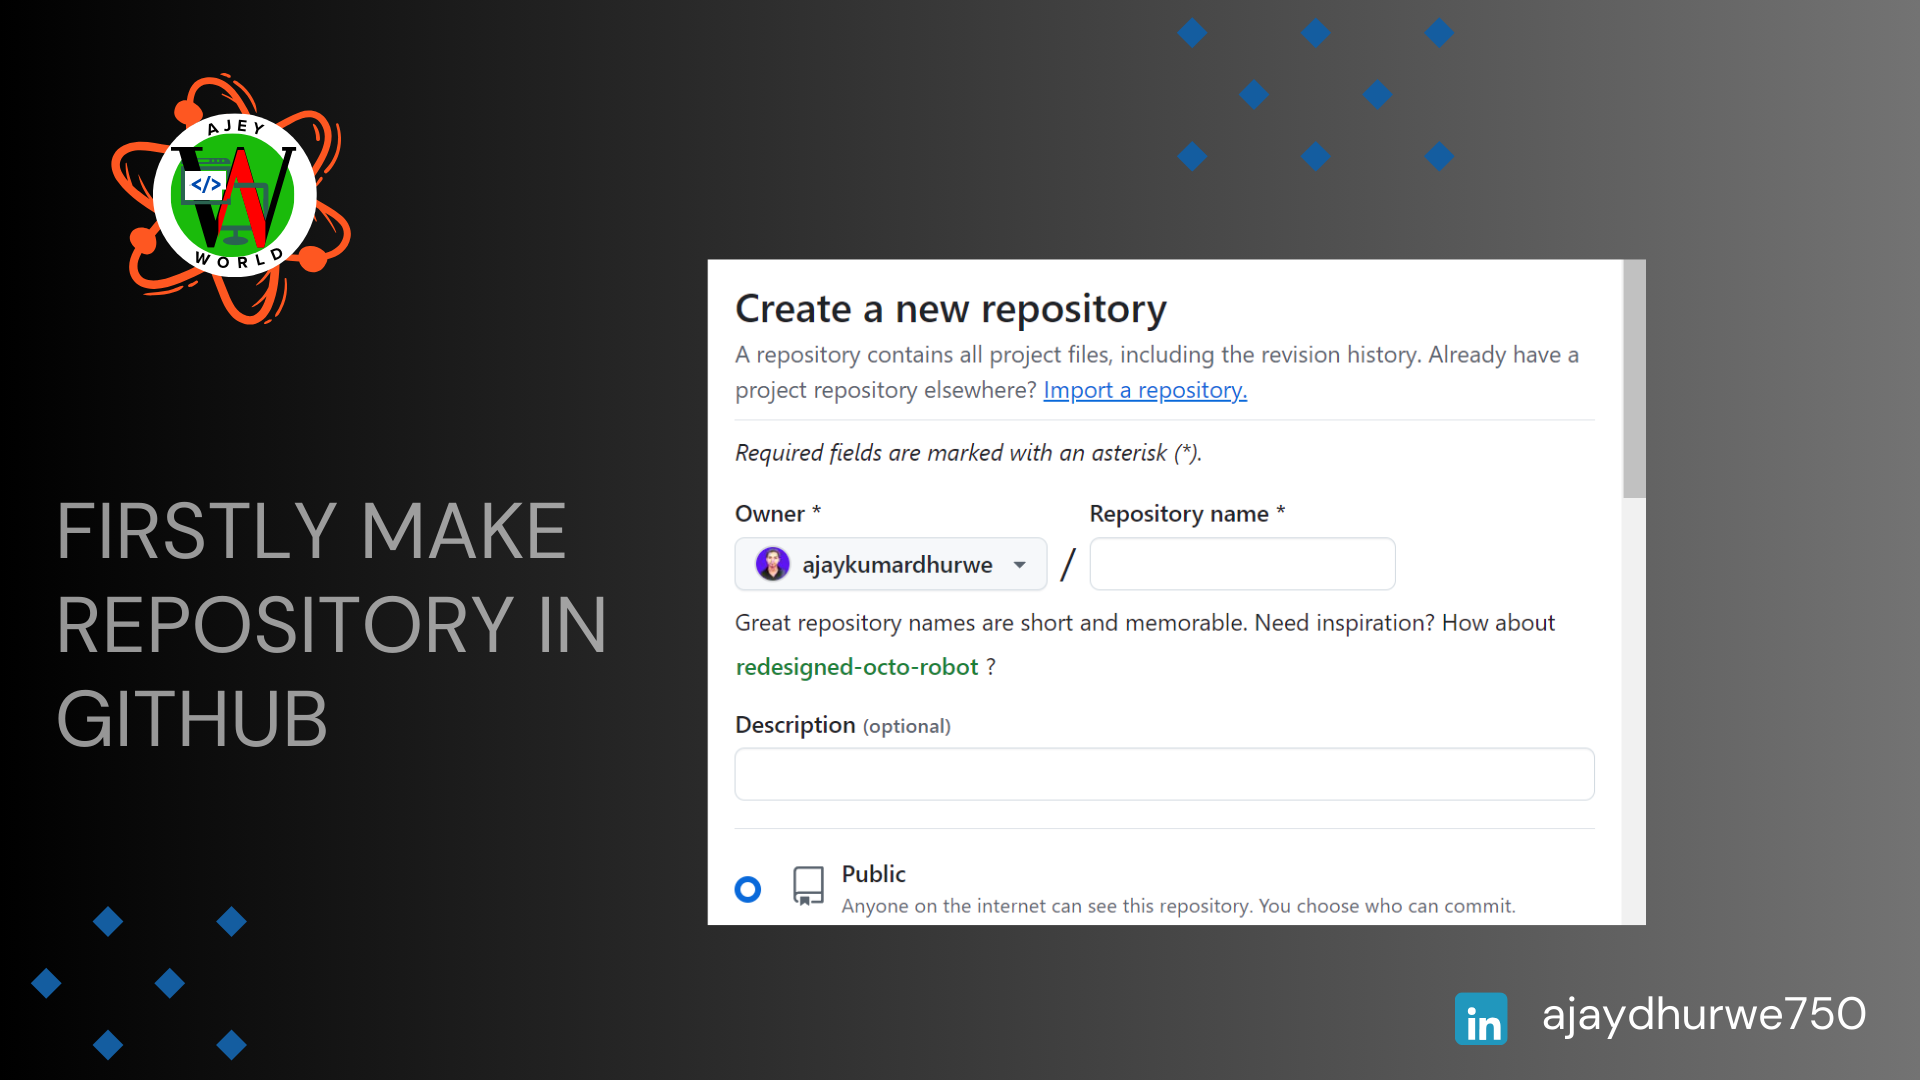 AJEY
</>
W
WORLD
FIRSTLY MAKE
REPOSITORY IN
GITHUB
Create a new repository
A repository contains all project files, including the revision history. Already have a
project repository elsewhere? Import a repository.
Required fields are marked with an asterisk (*).
Owner * Repository name *
ajaykumardhurwe /
Great repository names are short and memorable. Need inspiration? How about
redesigned-octo-robot ?
Description (optional)
Public
Anyone on the internet can see this repository. You choose who can commit.
in ajaydhurwe750